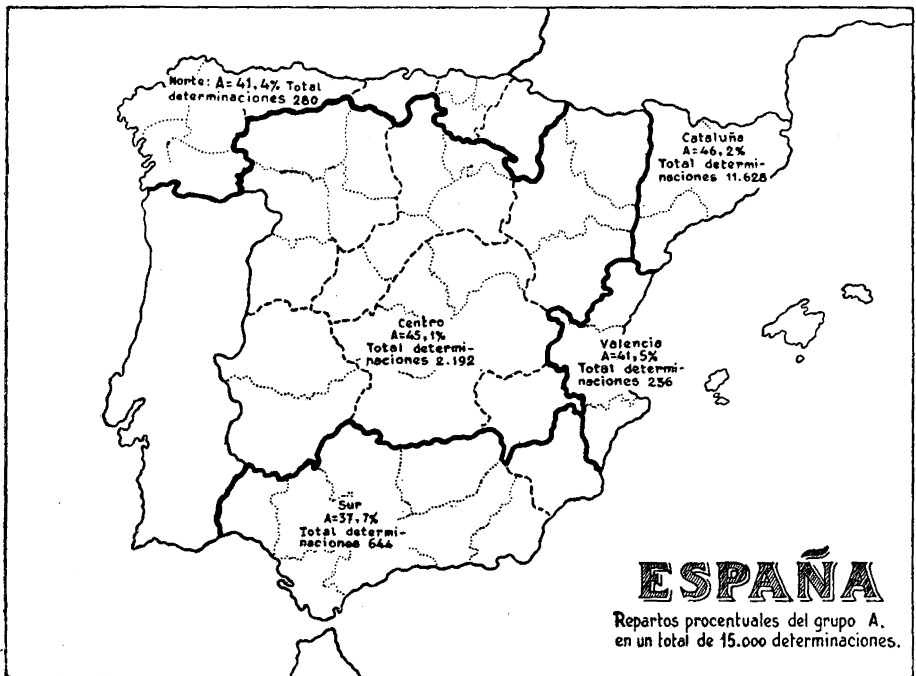 Norte: A=41,4% Total
determinaciones 280
Cataluña
A=46,2%
Total determi-
naciones 11.628
Centro
A=45,1%
Total determi-
naciones 2.192
Valencia
A=41,5%
Total determi-
naciones 236
Sur
A=37,7%
Total determi-
naciones 644
ESPAÑA
Repartos procentuales del grupo A.
en un total de 15.000 determinaciones.